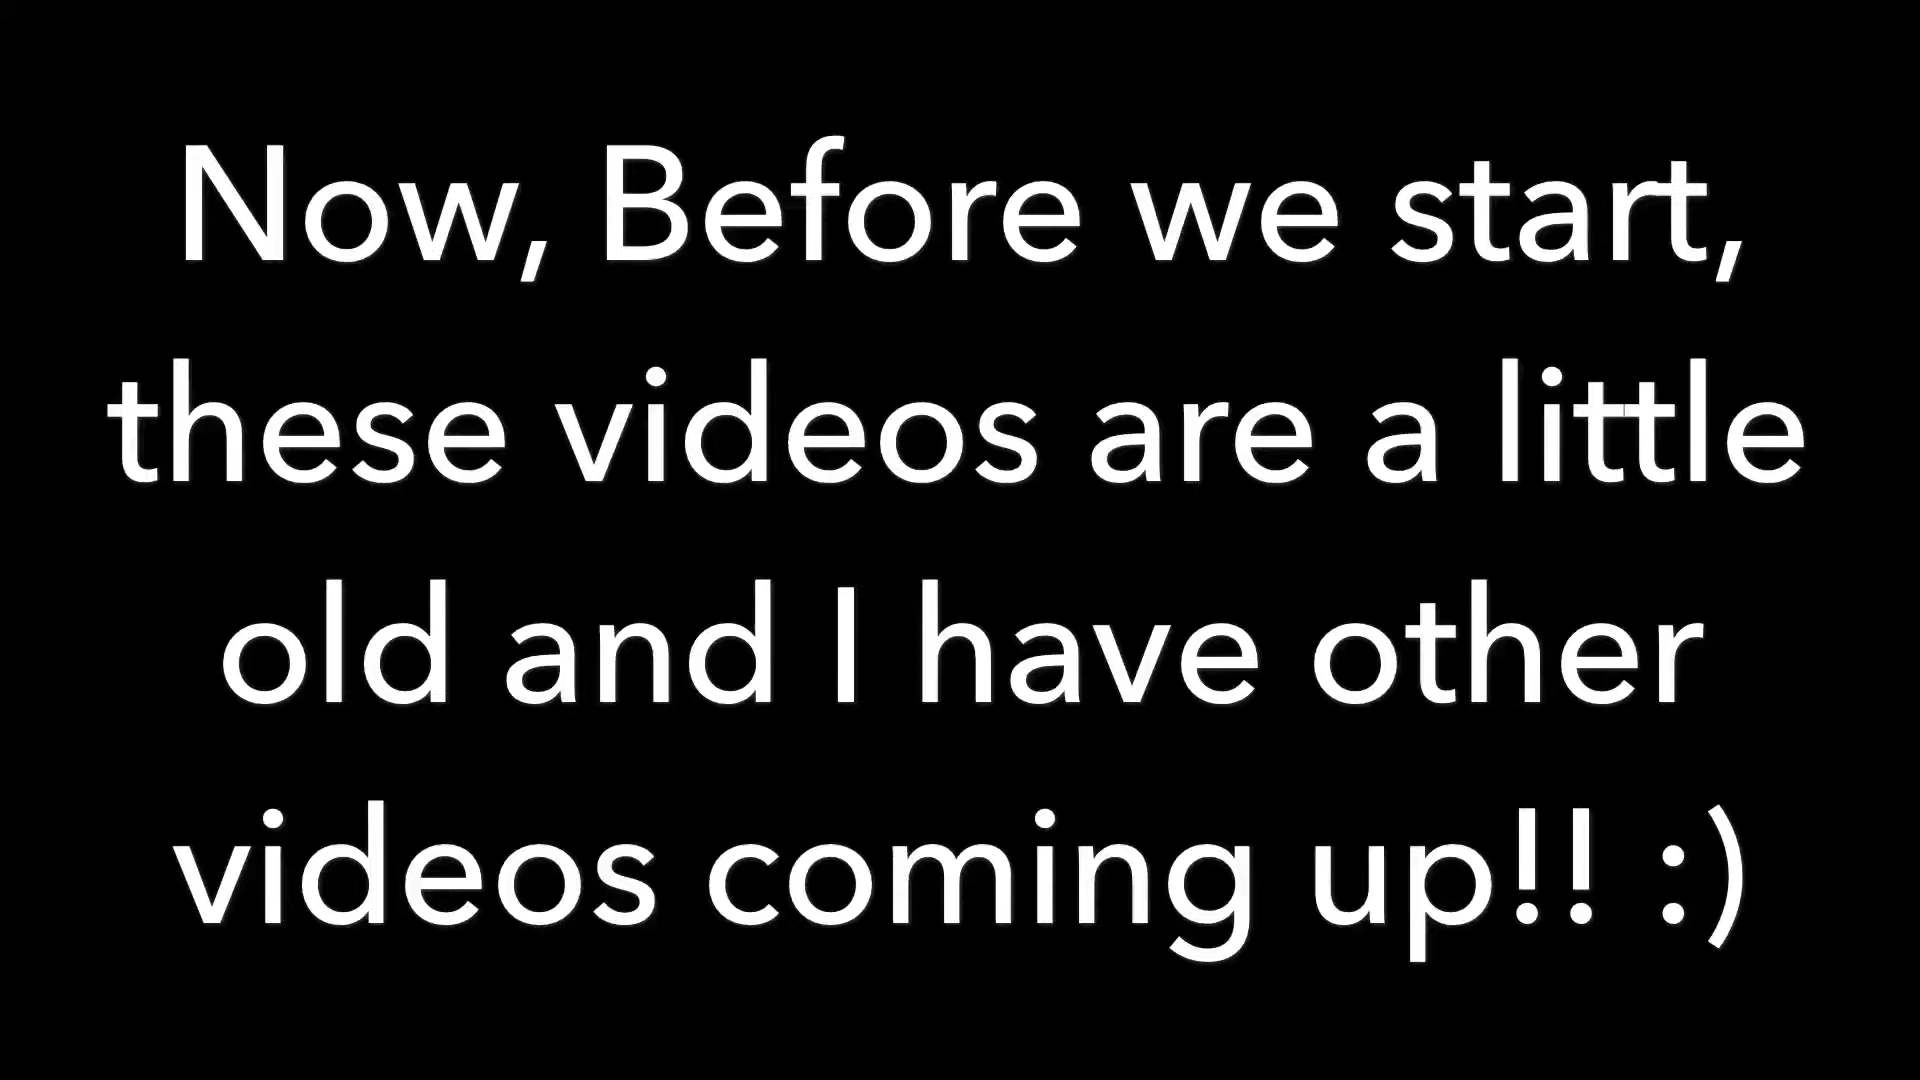 Now, Before we start,
these videos are a little
old and I have other
videos coming up!! :)